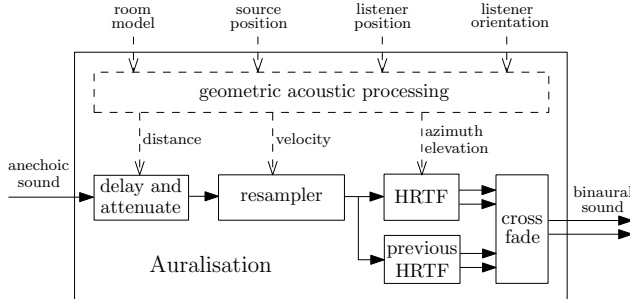 room
model
source
position
listener
position
listener
orientation
geometric acoustic processing
distance
velocity
azimuth
elevation
anechoic
sound
delay and
attenuate
resampler
HRTF
previous
HRTF
cross
fade
binaural
sound
Auralisation